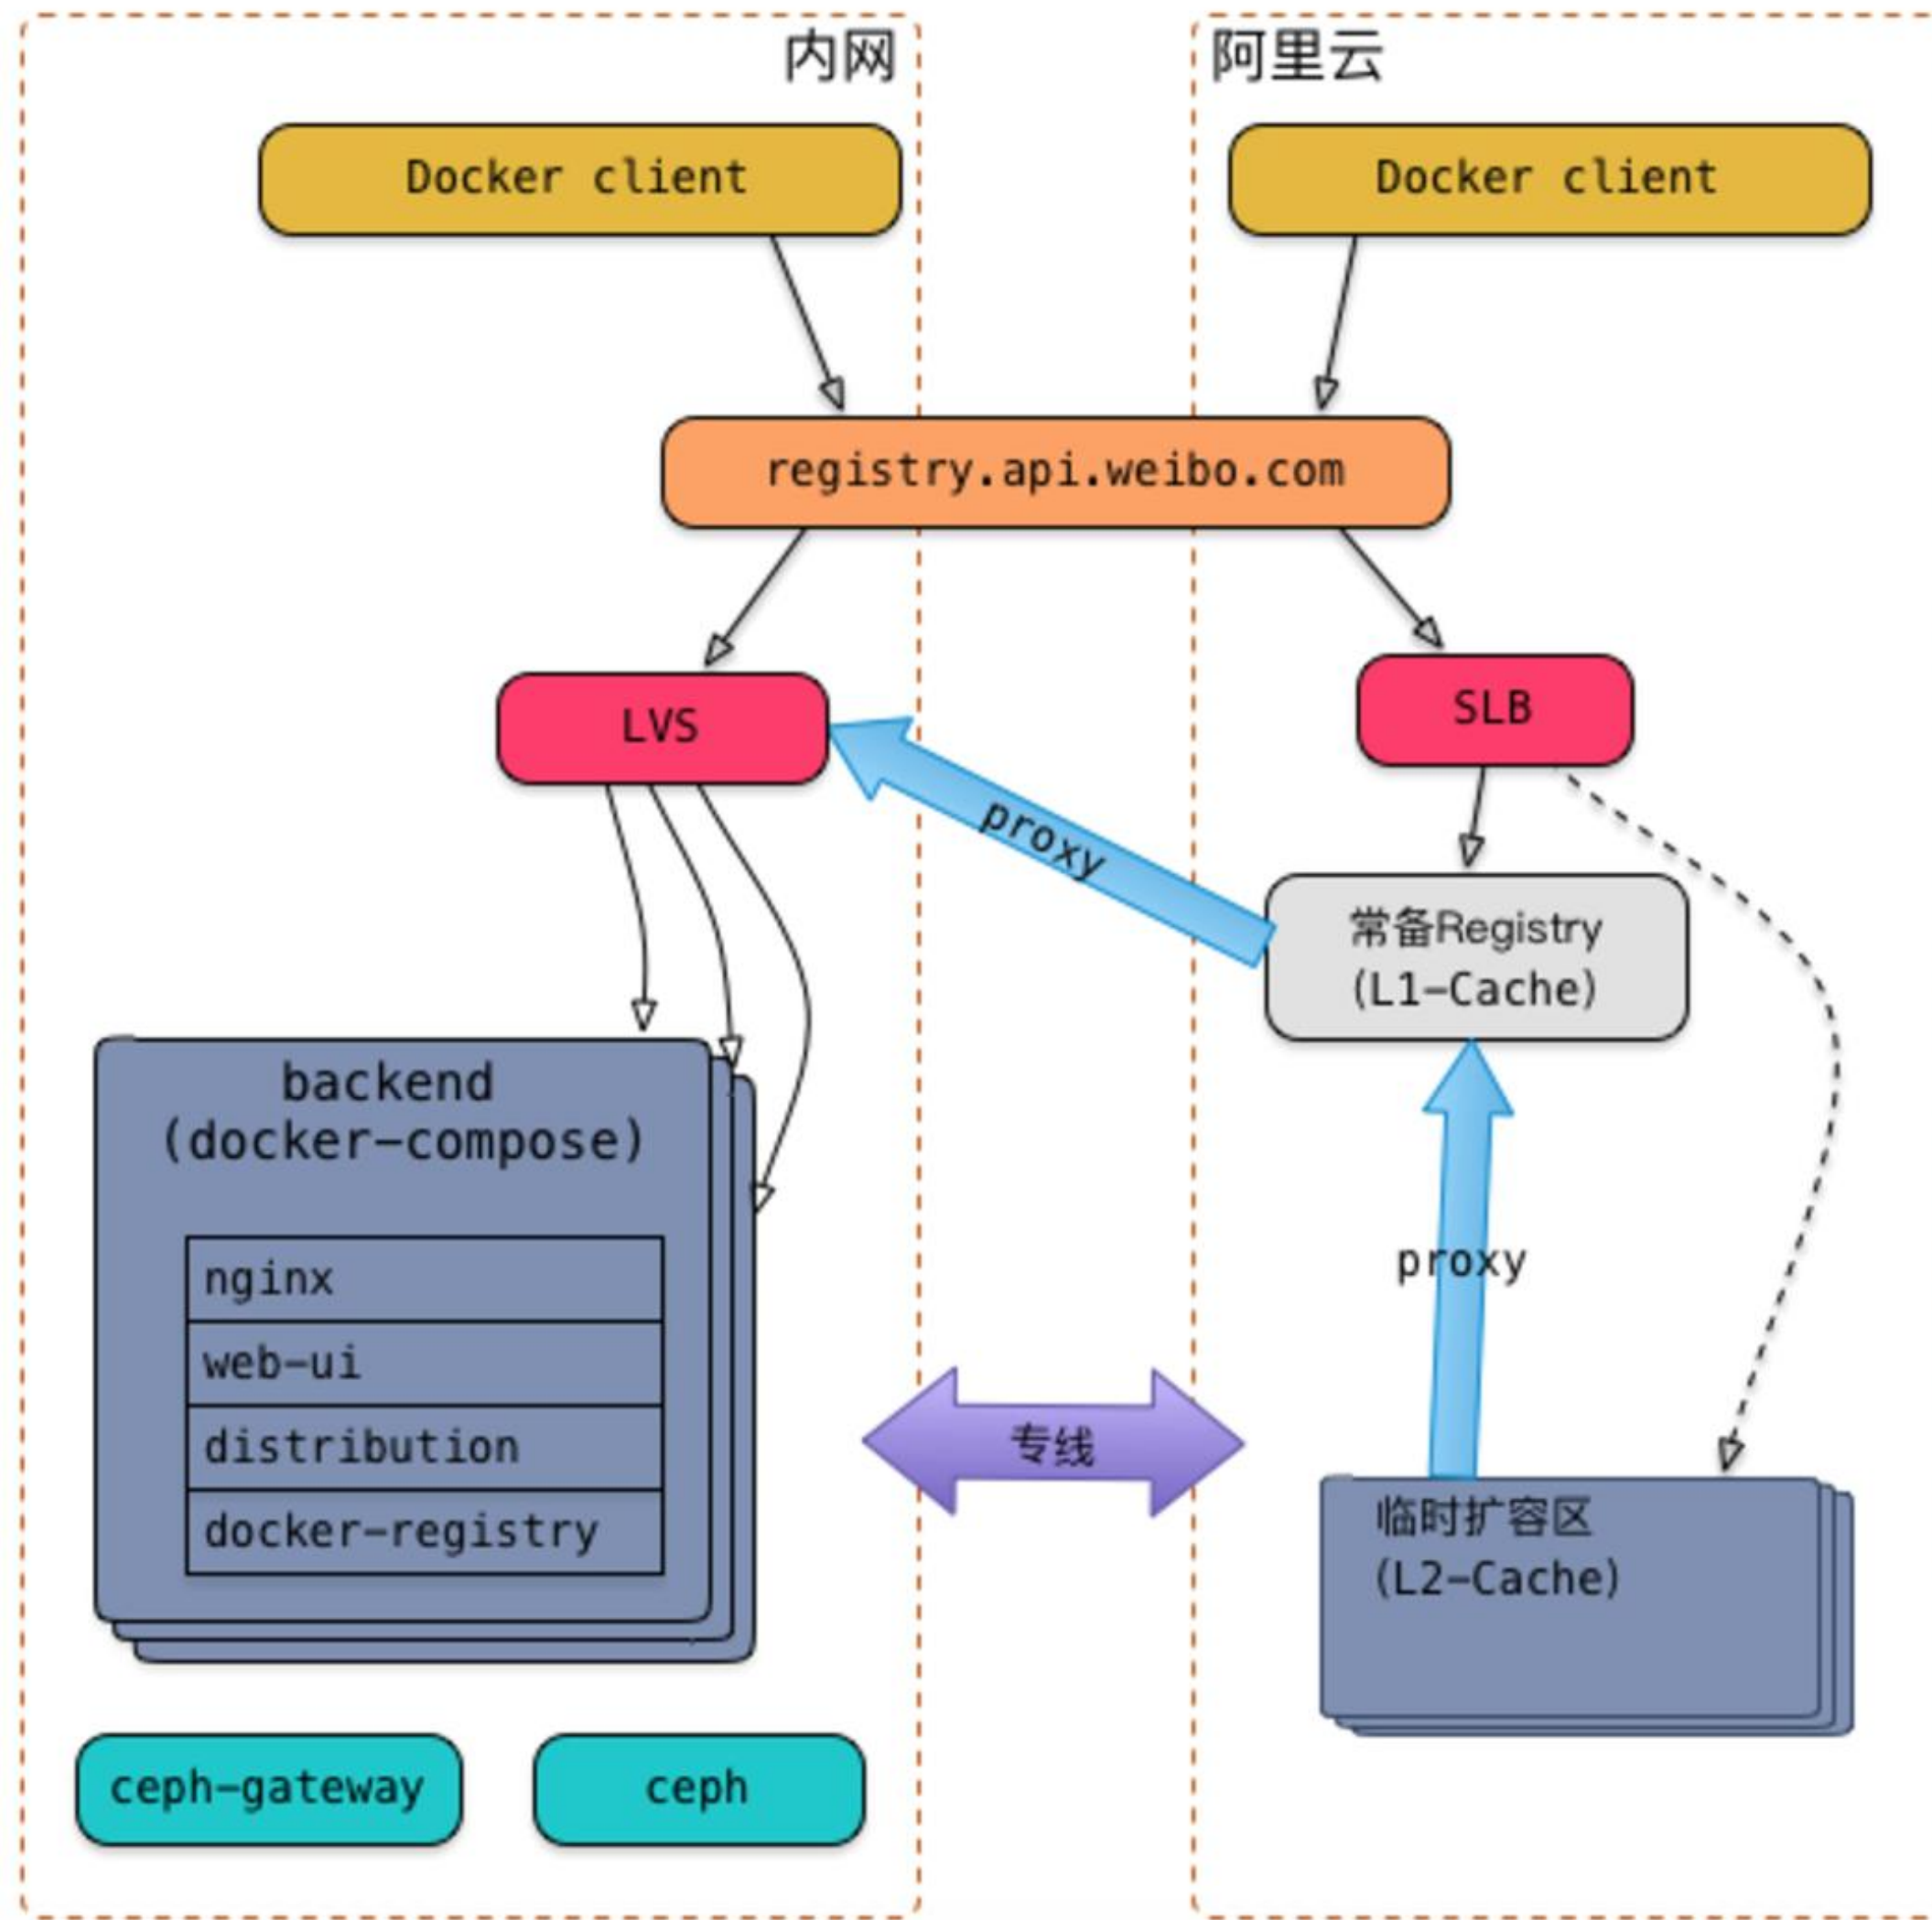 内网
阿里云
Docker client
Docker client
registry.api.weibo.com
LVS
SLB
proxy
常备Registry
(L1-Cache)
backend
(docker-compose)
nginx
web-ui
distribution
docker-registry
proxy
专线
临时扩容区
(L2-Cache)
ceph-gateway
ceph